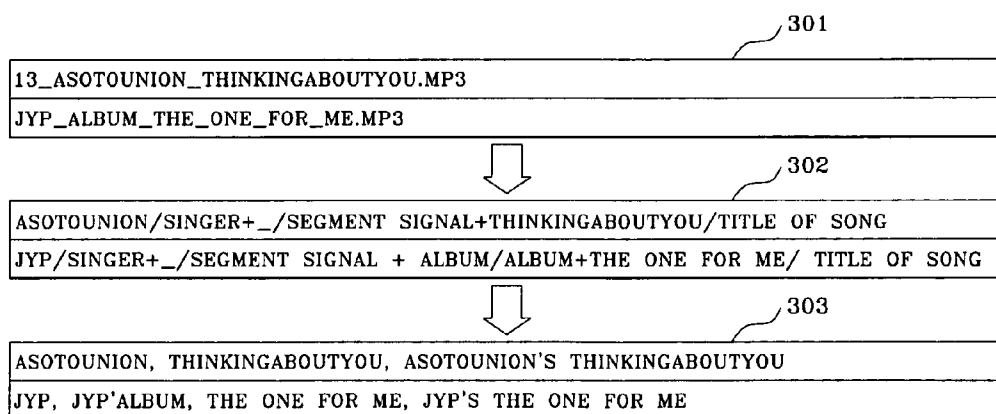 301
13_ASOTOUNION_THINKINGABOUTYOU.MP3
JYP_ALBUM_THE_ONE_FOR_ME.MP3
302
ASOTOUNION/SINGER+_/SEGMENT SIGNAL+THINKINGABOUTYOU/TITLE OF SONG
JYP/SINGER+_/SEGMENT SIGNAL + ALBUM/ALBUM+THE ONE FOR ME/ TITLE OF SONG
303
ASOTOUNION, THINKINGABOUTYOU, ASOTOUNION'S THINKINGABOUTYOU
JYP, JYP'ALBUM, THE ONE FOR ME, JYP'S THE ONE FOR ME